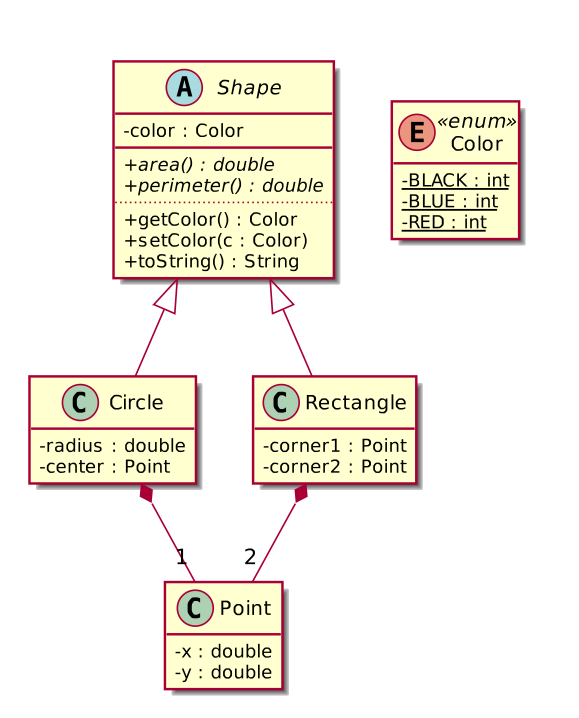 A Shape
-color : Color
+area() : double
+perimeter() : double
+getColor() : Color
+setColor(c : Color)
+toString() : String
E «enum»
Color
-BLACK : int
-BLUE : int
-RED : int
C Circle
-radius : double
-center : Point
C Rectangle
-corner1 : Point
-corner2 : Point
1
2
C Point
-x : double
-y : double